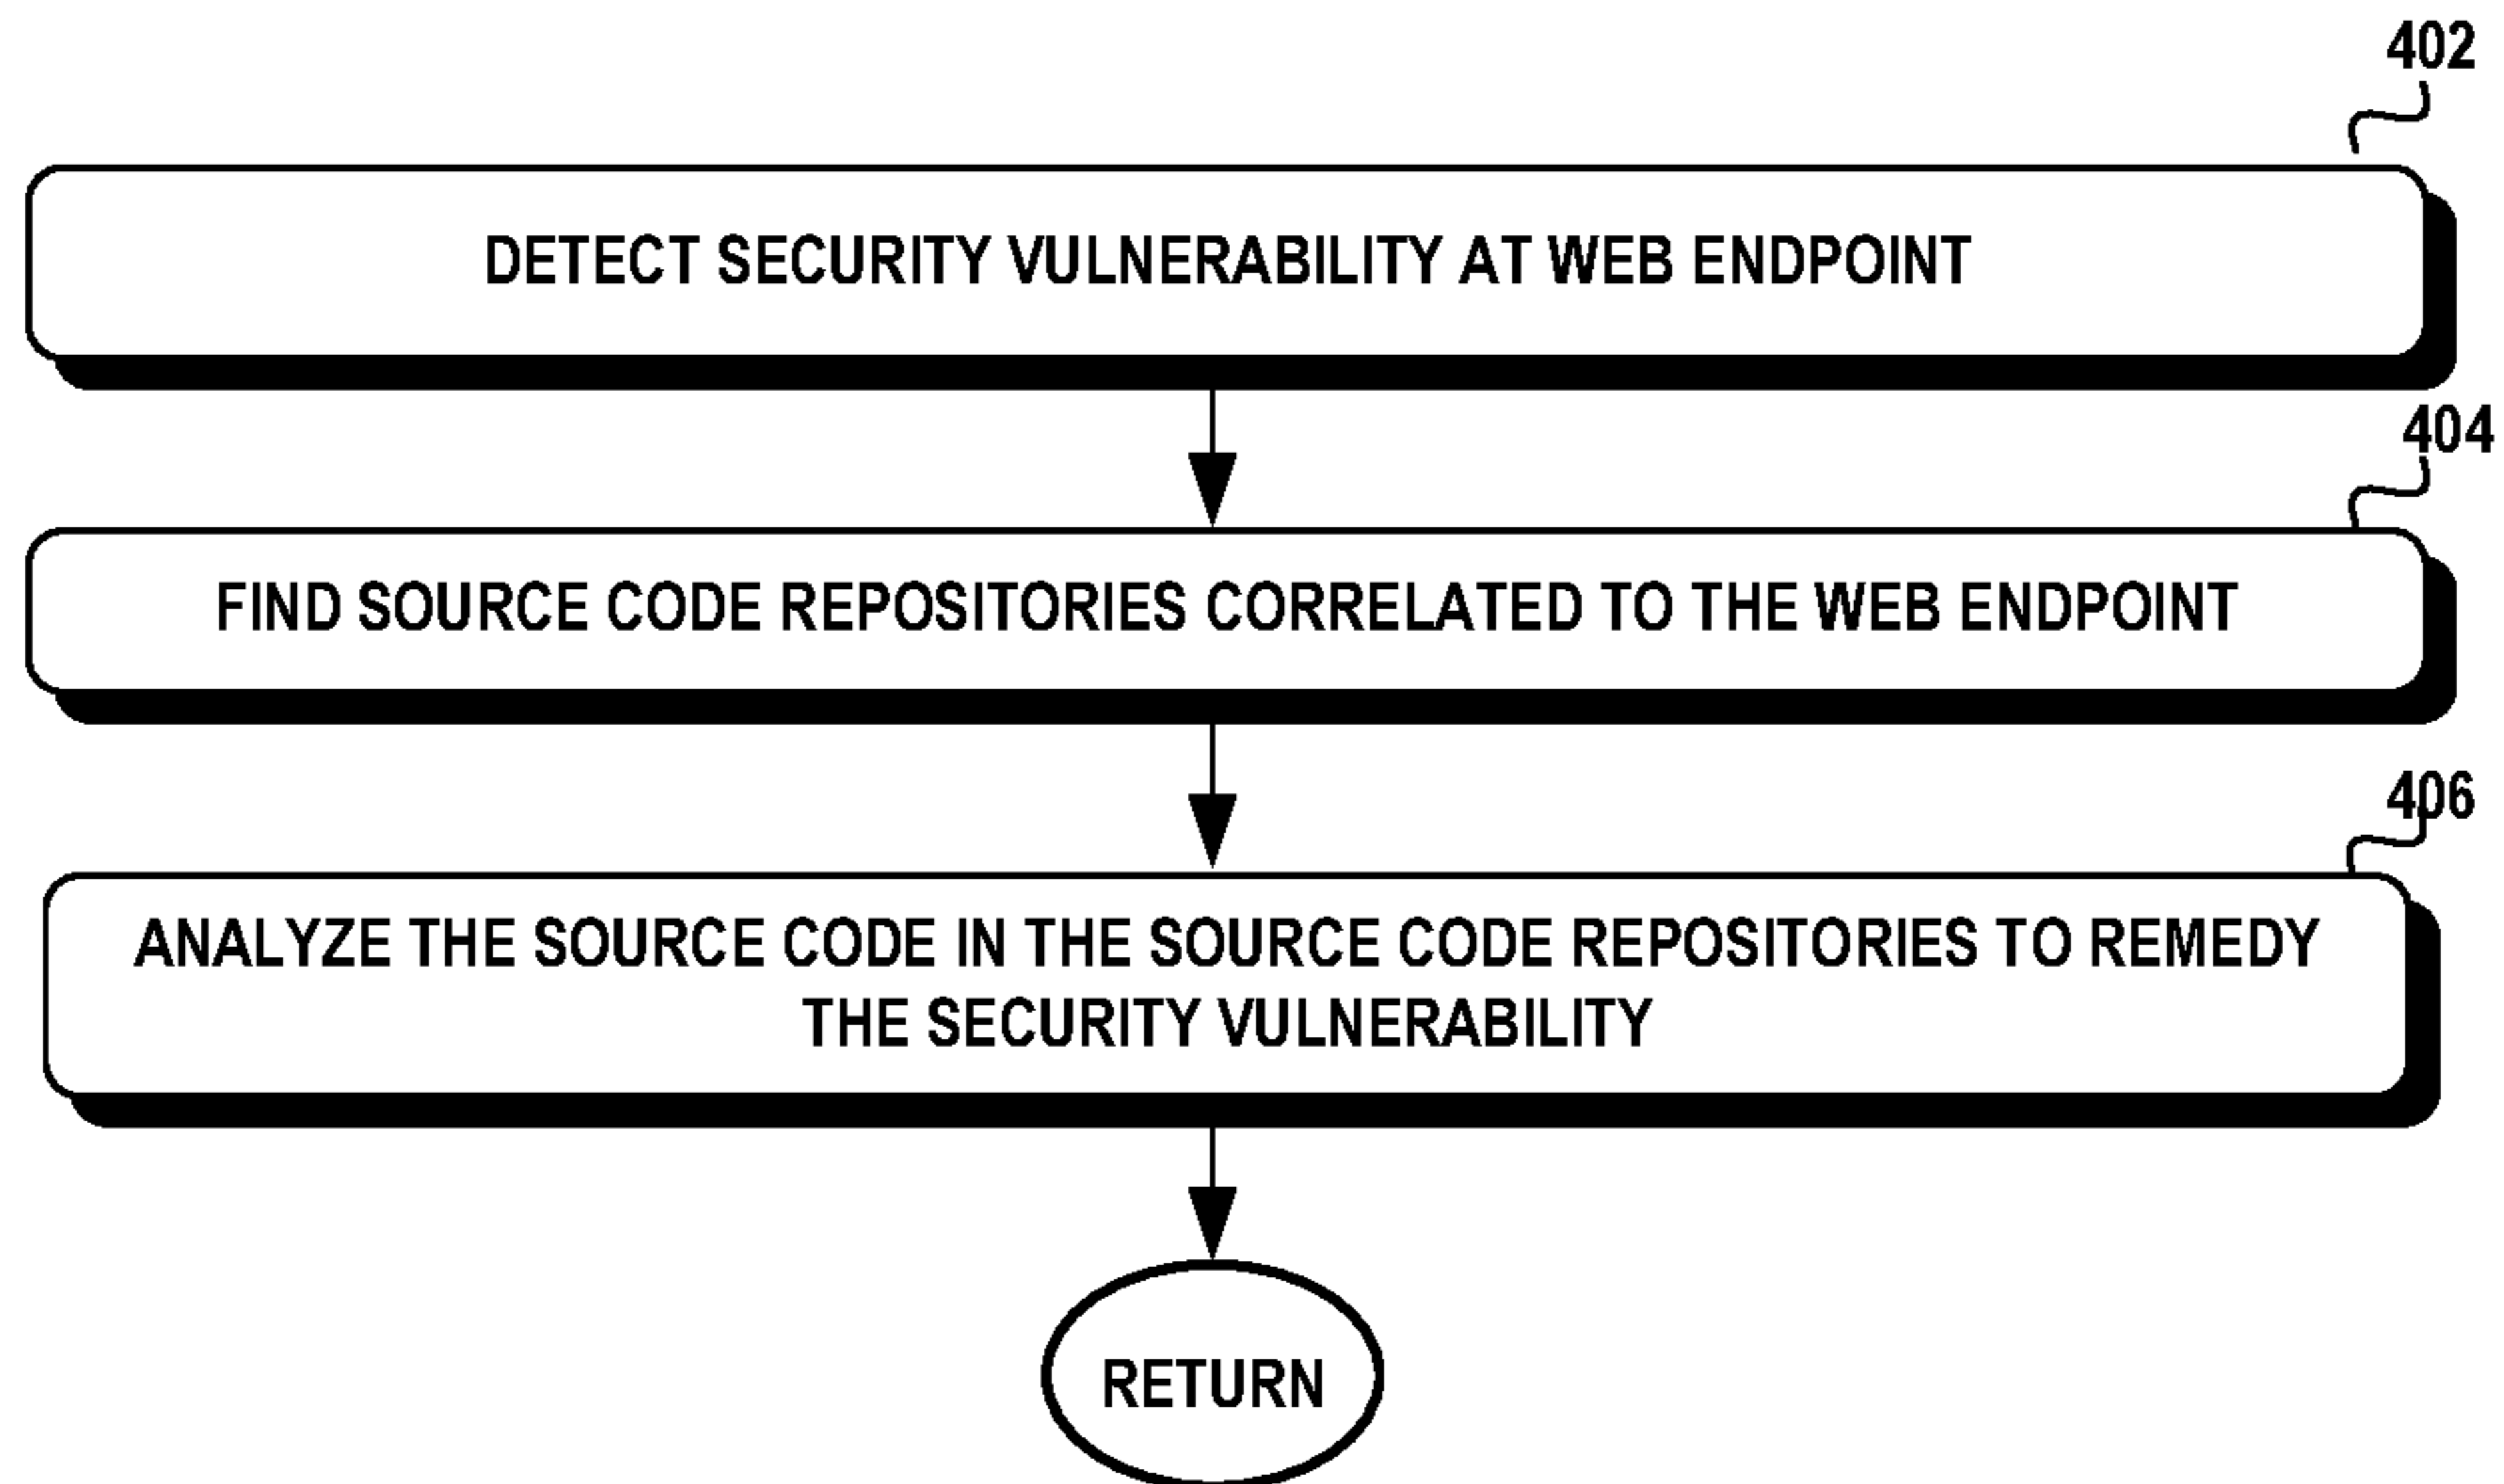 402
DETECT SECURITY VULNERABILITY AT WEB ENDPOINT
404
FIND SOURCE CODE REPOSITORIES CORRELATED TO THE WEB ENDPOINT
406
ANALYZE THE SOURCE CODE IN THE SOURCE CODE REPOSITORIES TO REMEDY
THE SECURITY VULNERABILITY
RETURN